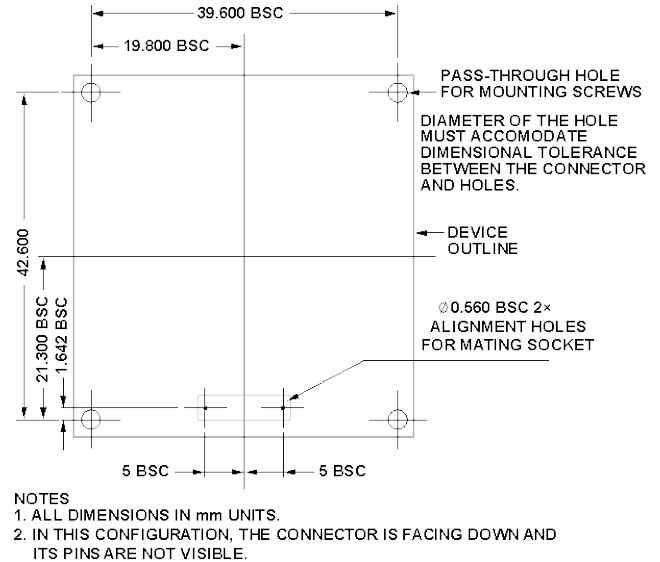 39.600 BSC
19.800 BSC
PASS-THROUGH HOLE
FOR MOUNTING SCREWS
DIAMETER OF THE HOLE
MUST ACCOMODATE
DIMENSIONAL TOLERANCE
BETWEEN THE CONNECTOR
AND HOLES.
DEVICE
OUTLINE
42.600
21.300 BSC
1.642 BSC
Ø0.560 BSC 2×
ALIGNMENT HOLES
FOR MATING SOCKET
5 BSC
5 BSC
NOTES
1. ALL DIMENSIONS IN mm UNITS.
2. IN THIS CONFIGURATION, THE CONNECTOR IS FACING DOWN AND
ITS PINS ARE NOT VISIBLE.